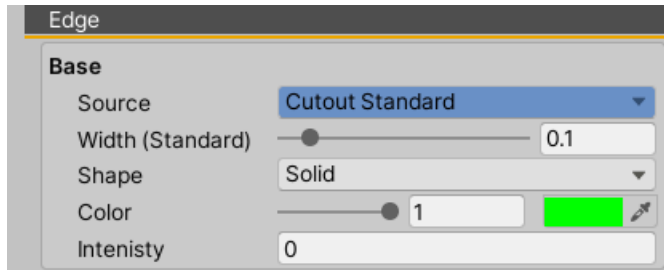 Edge
Base
Source Cutout Standard
Width (Standard) 0.1
Shape Solid
Color 1
Intenisty 0